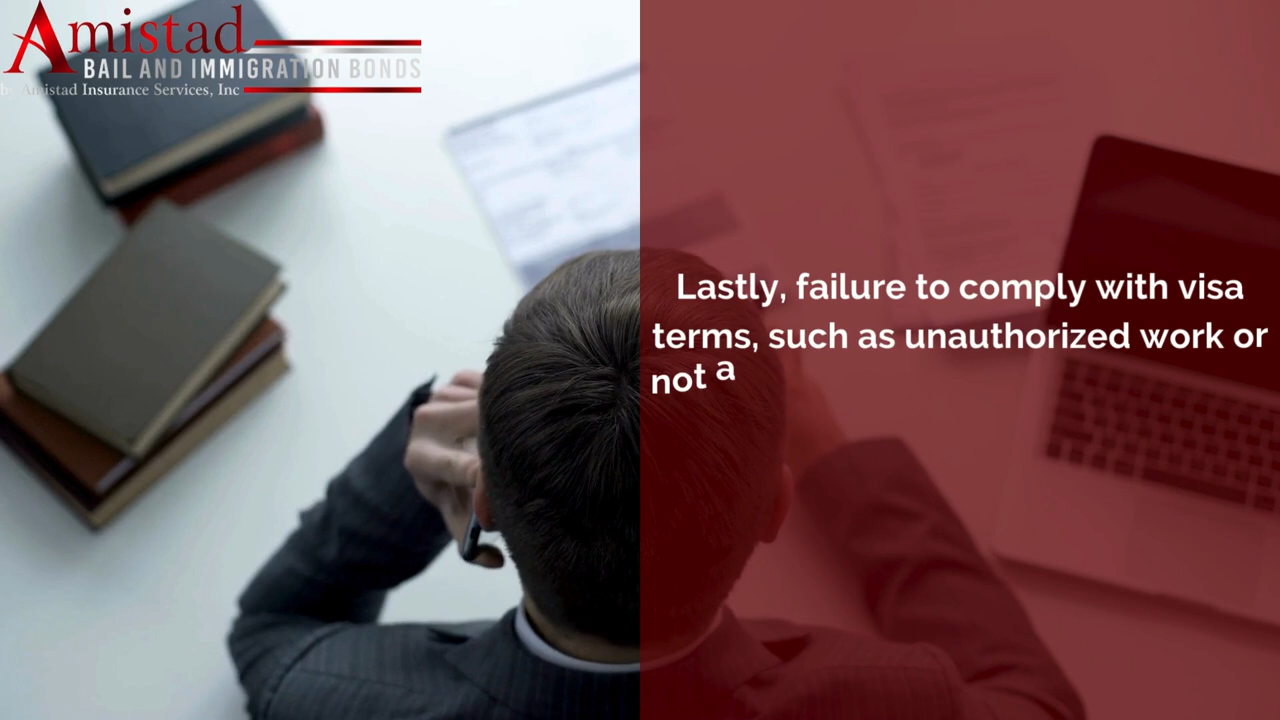 Amistad
BAIL AND IMMIGRATION BONDS
by Amistad Insurance Services, Inc
Lastly, failure to comply with visa
terms, such as unauthorized work or
not a